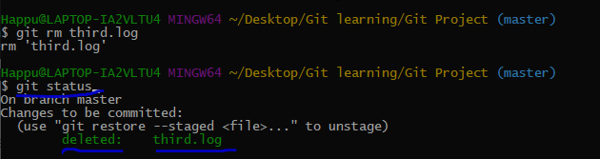 Happu@LAPTOP-IA2VLTU4 MINGW64 ~/Desktop/Git learning/Git Project (master)
$ git rm third.log
rm 'third.log'
Happu@LAPTOP-IA2VLTU4 MINGW64 ~/Desktop/Git learning/Git Project (master)
$ git status
On branch master
Changes to be committed:
  (use "git restore --staged <file>..." to unstage)
        deleted:    third.log